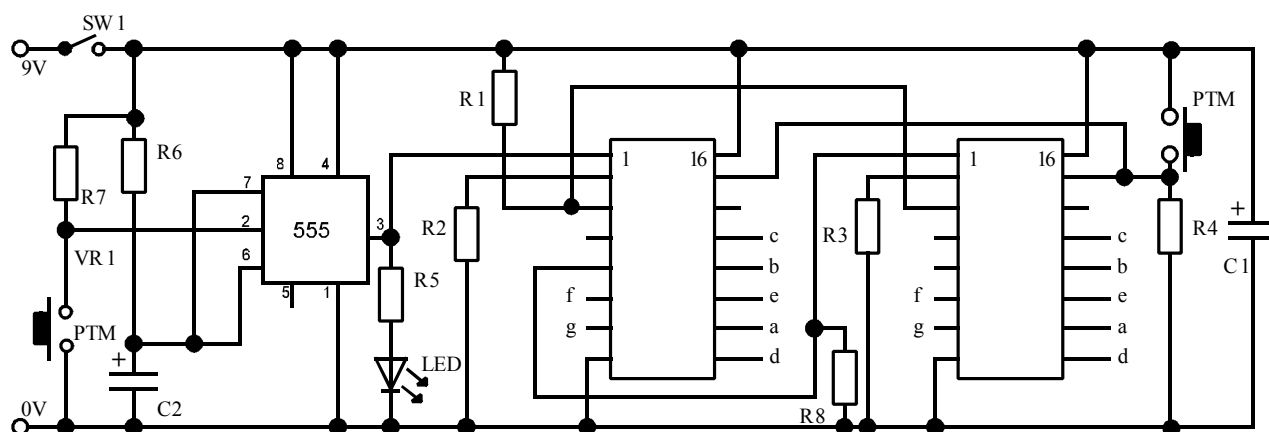 SW1
9V
R1
PTM
R6
8
4
1
16
1
16
7
R7
2
555
3
R2
R3
R4
+
VR1
6
c
c
C1
R5
b
b
5
1
f
e
f
e
PTM
g
a
g
a
+
LED
d
d
C2
R8
0V